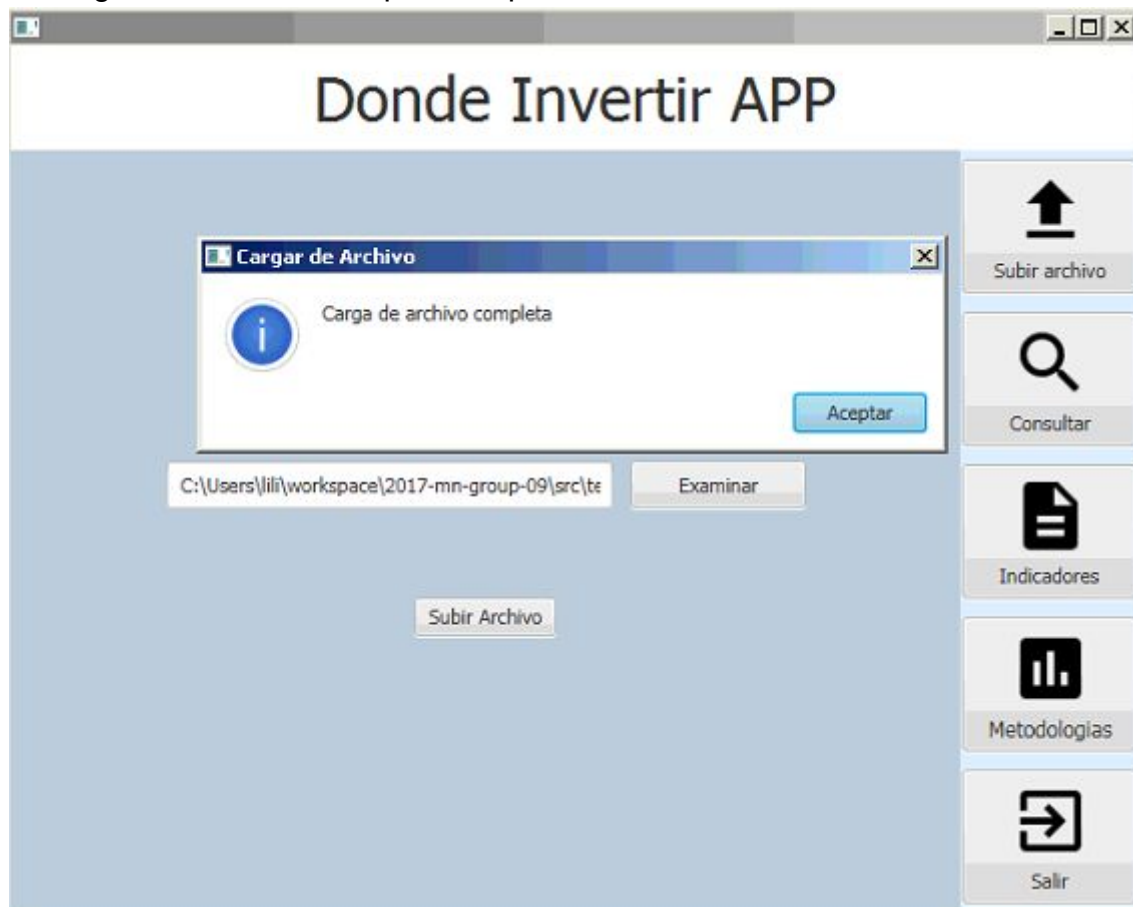 Donde Invertir APP
Cargar de Archivo
Carga de archivo completa
Aceptar
C:\Users\lili\workspace\2017-mn-group-09\src\te
Examinar
Subir Archivo
Subir archivo
Consultar
Indicadores
Metodologias
Salir